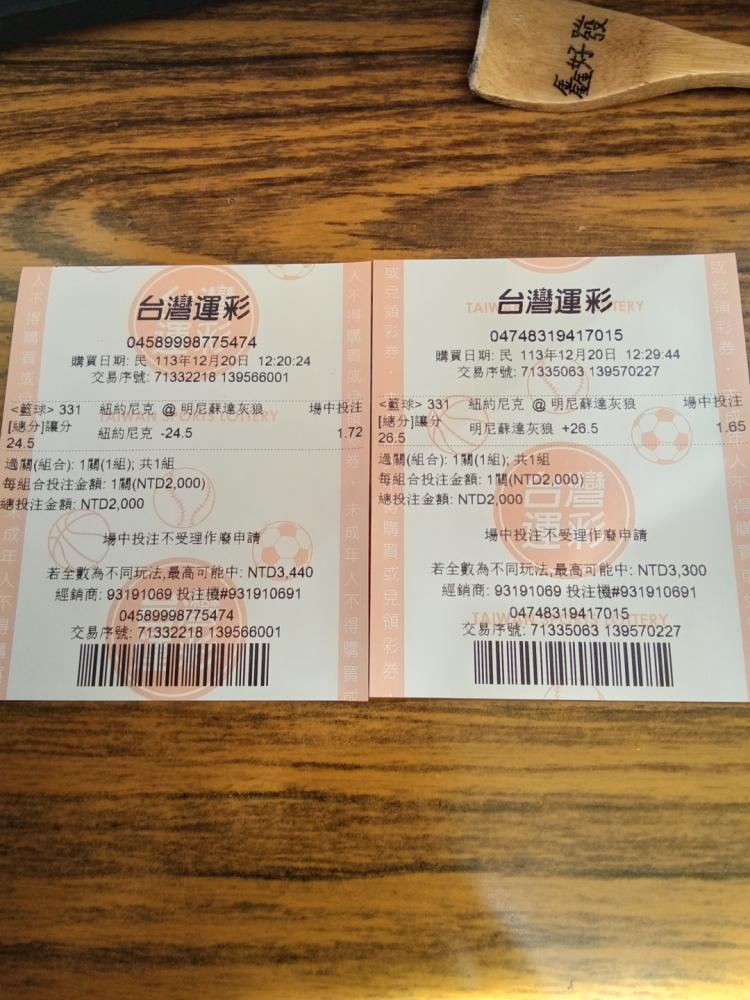 鑫好發
台灣運彩
04589998775474
購買日期: 民 113年12月20日 12:20:24
交易序號: 71332218 139566001
<籃球> 331 紐約尼克 @ 明尼蘇達灰狼 場中投注
[總分]讓分
24.5
紐約尼克 -24.5 1.72
過關(組合): 1關(1組); 共1組
每組合投注金額: 1關(NTD2,000)
總投注金額: NTD2,000
場中投注不受理作廢申請
若全數為不同玩法,最高可能中: NTD3,440
經銷商: 93191069 投注機#931910691
04589998775474
交易序號: 71332218 139566001
台灣運彩
04748319417015
購買日期: 民 113年12月20日 12:29:44
交易序號: 71335063 139570227
<籃球> 331 紐約尼克 @ 明尼蘇達灰狼 場中投注
[總分]讓分
26.5
明尼蘇達灰狼 +26.5 1.65
過關(組合): 1關(1組); 共1組
每組合投注金額: 1關(NTD2,000)
總投注金額: NTD2,000
台灣運彩
場中投注不受理作廢申請
若全數為不同玩法,最高可能中: NTD3,300
經銷商: 93191069 投注機#931910691
04748319417015
交易序號: 71335063 139570227